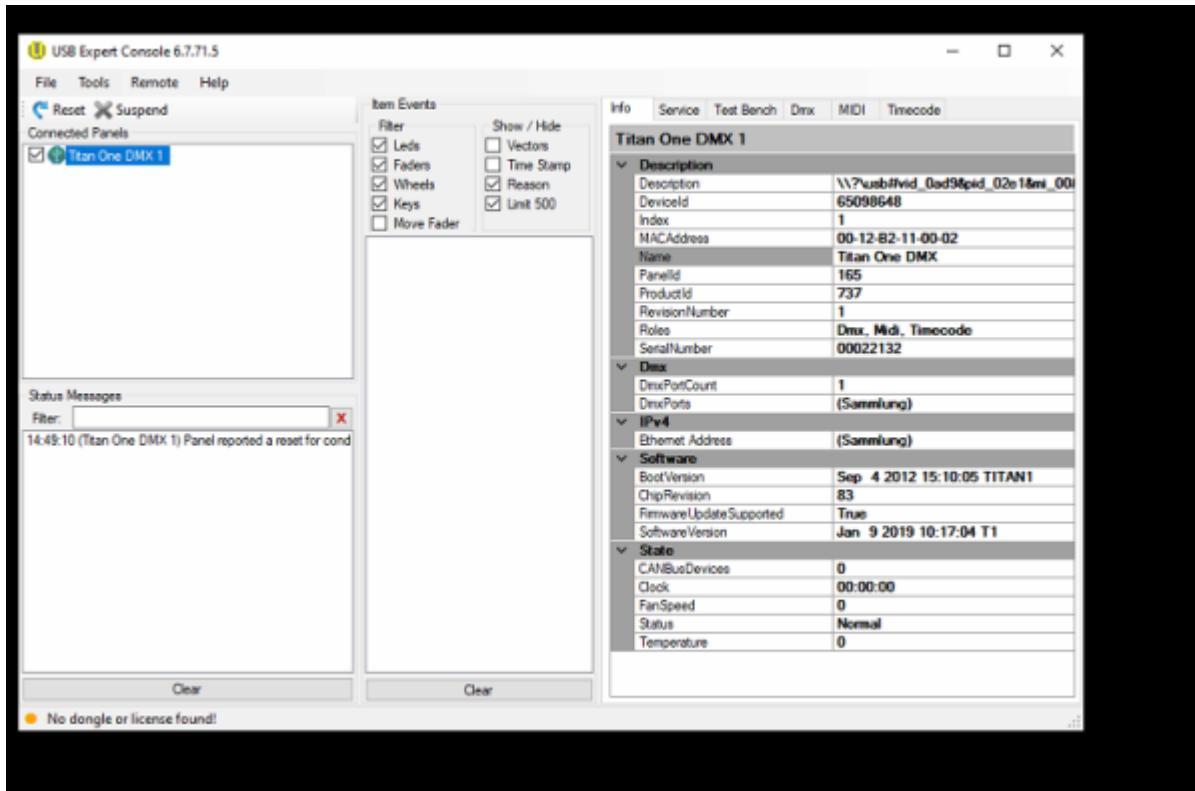 USB Expert Console 6.7.71.5
File Tools Remote Help
Reset Suspend
Connected Panels
Titan One DMX 1
Status Messages
Filter:
X
14:49:10 (Titan One DMX 1) Panel reported a reset for cond
Clear
Item Events
Filter
Leds
Faders
Wheels
Keys
Move Fader
Show / Hide
Vectors
Time Stamp
Reason
Limit 500
Clear
Info Service Test Bench Dmx MIDI Timecode
Titan One DMX 1
Description
Description \\?\usb#vid_0ad9&pid_02e1&mi_00#
DeviceId 65098648
Index 1
MACAddress 00-12-B2-11-00-02
Name Titan One DMX
PanelId 165
ProductId 737
RevisionNumber 1
Roles Dmx, Midi, Timecode
SerialNumber 00022132
Dmx
DmxPortCount 1
DmxPorts (Sammlung)
IPv4
Ethernet Address (Sammlung)
Software
BootVersion Sep 4 2012 15:10:05 TITAN1
ChipRevision 83
FirmwareUpdateSupported True
SoftwareVersion Jan 9 2019 10:17:04 T1
State
CANBusDevices 0
Clock 00:00:00
FanSpeed 0
Status Normal
Temperature 0
No dongle or license found!